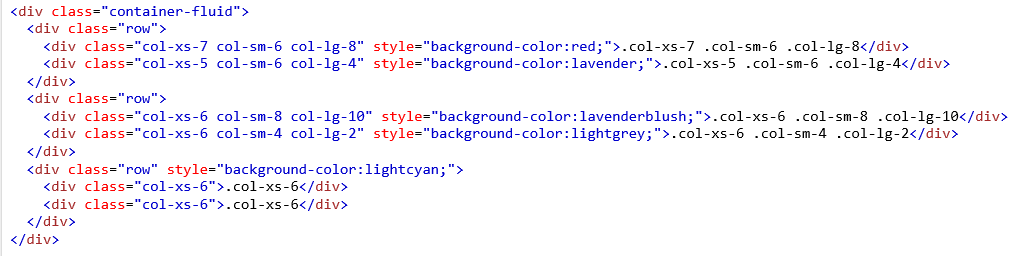 <div class="container-fluid">
<div class="row">
<div class="col-xs-7 col-sm-6 col-lg-8" style="background-color:red;">.col-xs-7 .col-sm-6 .col-lg-8</div>
<div class="col-xs-5 col-sm-6 col-lg-4" style="background-color:lavender;">.col-xs-5 .col-sm-6 .col-lg-4</div>
</div>
<div class="row">
<div class="col-xs-6 col-sm-8 col-lg-10" style="background-color:lavenderblush;">.col-xs-6 .col-sm-8 .col-lg-10</div>
<div class="col-xs-6 col-sm-4 col-lg-2" style="background-color:lightgrey;">.col-xs-6 .col-sm-4 .col-lg-2</div>
</div>
<div class="row" style="background-color:lightcyan;">
<div class="col-xs-6">.col-xs-6</div>
<div class="col-xs-6">.col-xs-6</div>
</div>
</div>